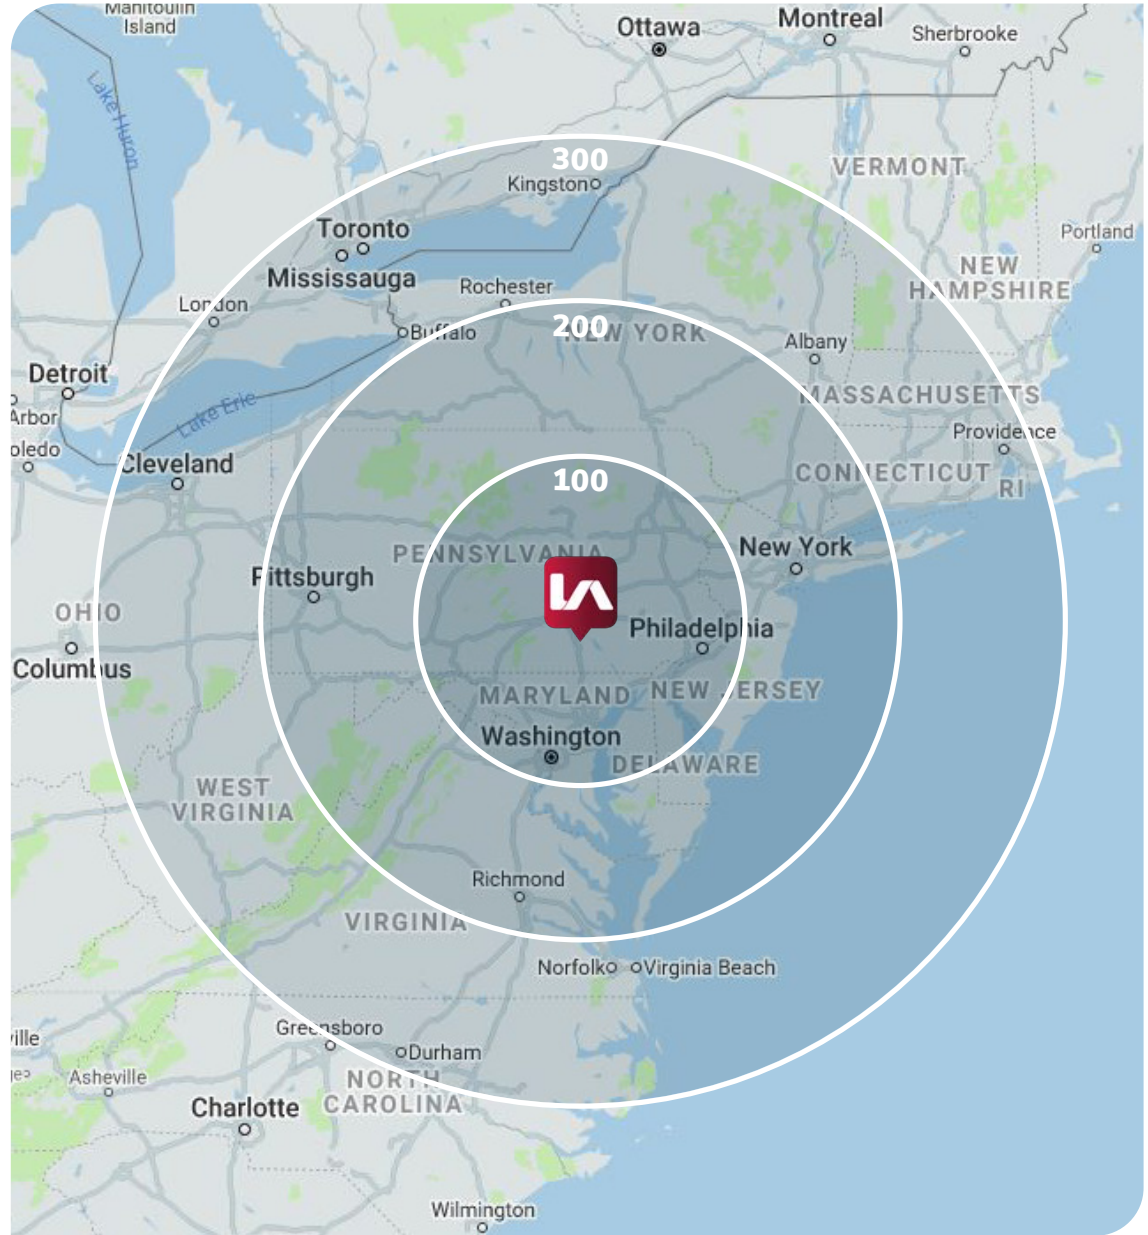 Manitoulin
Island
Ottawa
Montreal
Sherbrooke
Lake Huron
300
Kingston
VERMONT
Toronto
Mississauga
Portland
NEW
HAMPSHIRE
Rochester
London
200
NEW YORK
Buffalo
Albany
Detroit
Arbor
MASSACHUSETTS
Lake Erie
Providence
oledo
Cleveland
CONNECTICUT
RI
100
PENNSYLVANIA
New York
Pittsburgh
OHIO
Philadelphia
Columbus
MARYLAND
NEW JERSEY
Washington
DELAWARE
WEST
VIRGINIA
Richmond
VIRGINIA
Norfolk
Virginia Beach
Greensboro
ville
Durham
Asheville
NORTH
CAROLINA
Charlotte
Wilmington